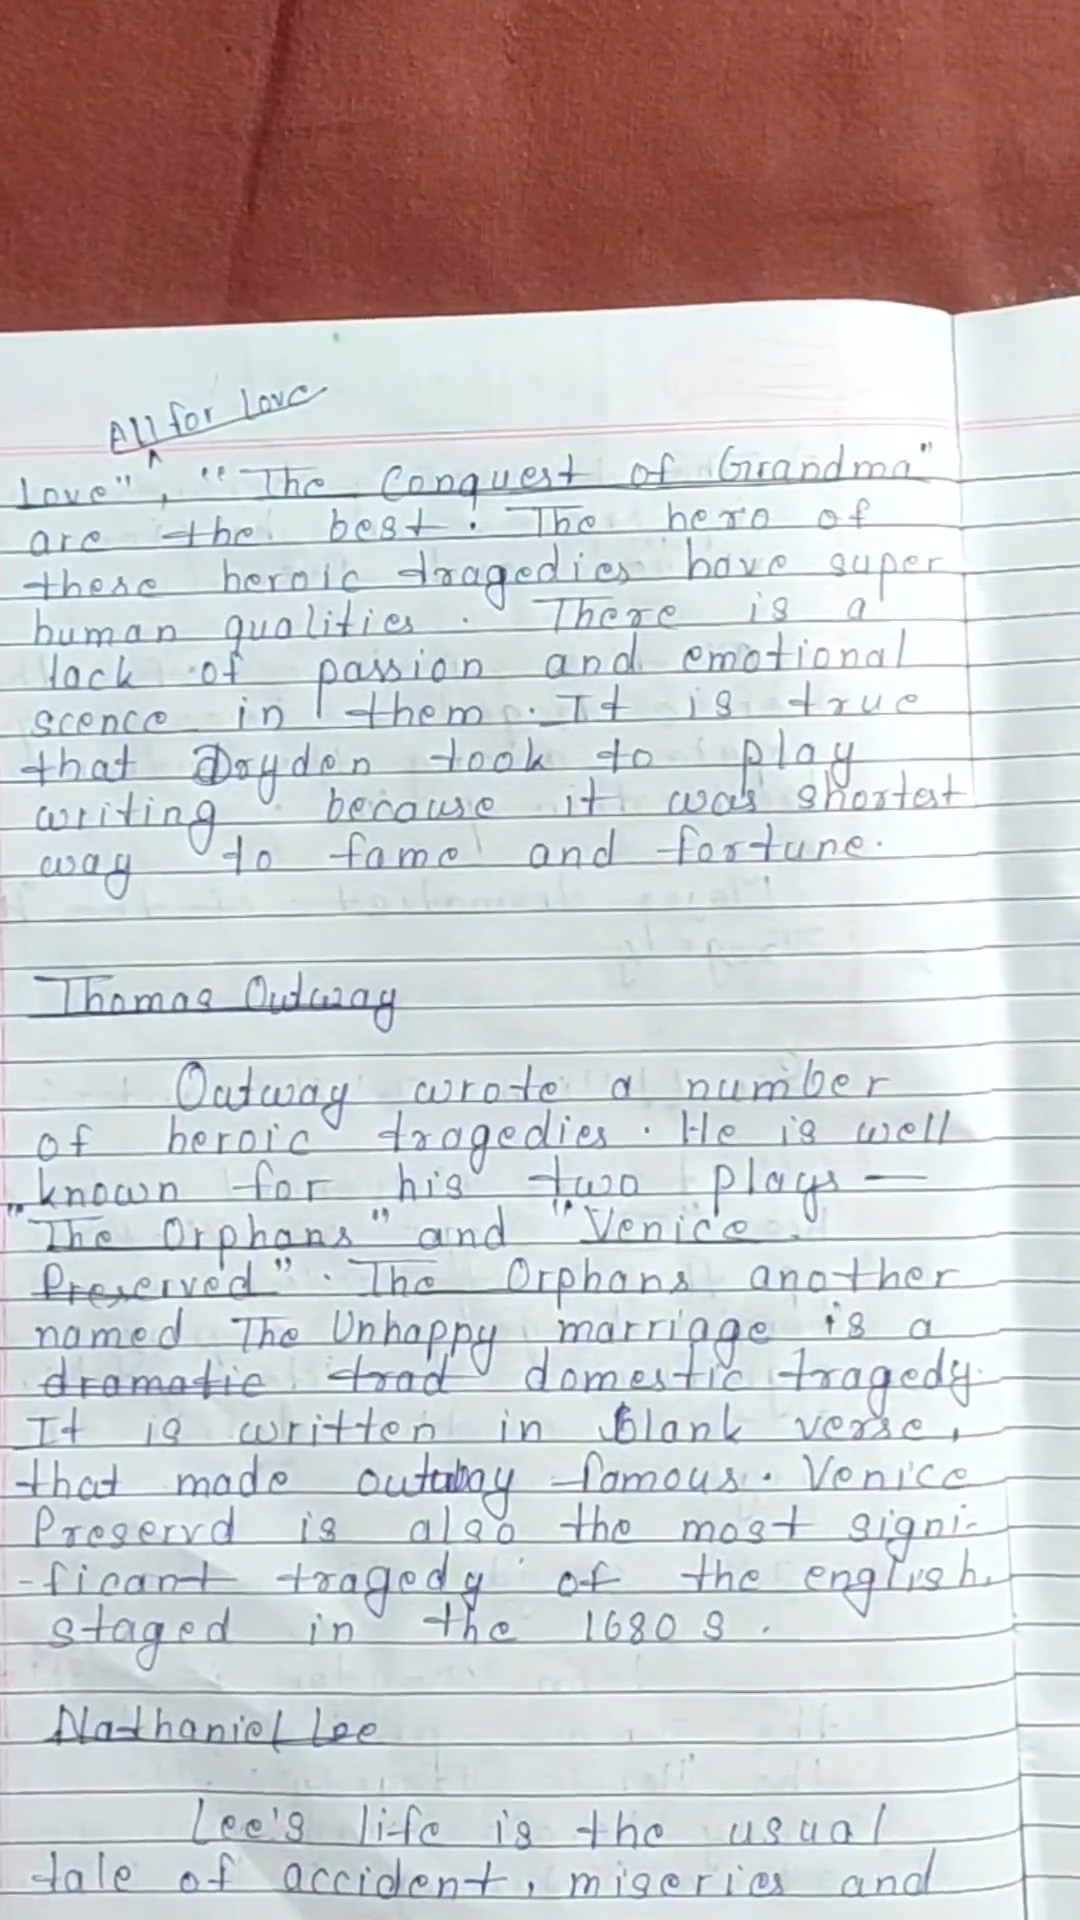 All for Love
Love", "The Conquest of Grandma"
are the best. The hero of
these heroic tragedies have super
human qualities. There is a
lack of passion and emotional
scence in them. It is true
that Dryden took to play
writing because it was shortest
way to fame and fortune.
Thomas Outway
Outway wrote a number
of heroic tragedies. He is well
known for his two plays —
"The Orphans" and "Venice
Preserved". The Orphans another
named The Unhappy marriage is a
dramatic trad domestic tragedy.
It is written in blank verse,
that made outway famous. Venice
Preservd is also the most signi-
-ficant tragedy of the english
staged in the 1680s.
Nathaniel Lee
Lee's life is the usual
tale of accident, miseries and